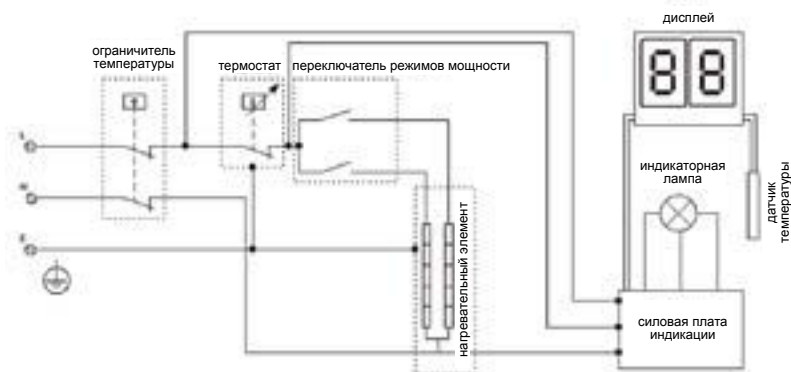 дисплей
ограничитель
температуры
термостат
переключатель режимов мощности
88
L
N
индикаторная
лампа
датчик
температуры
нагревательный элемент
E
силовая плата
индикации